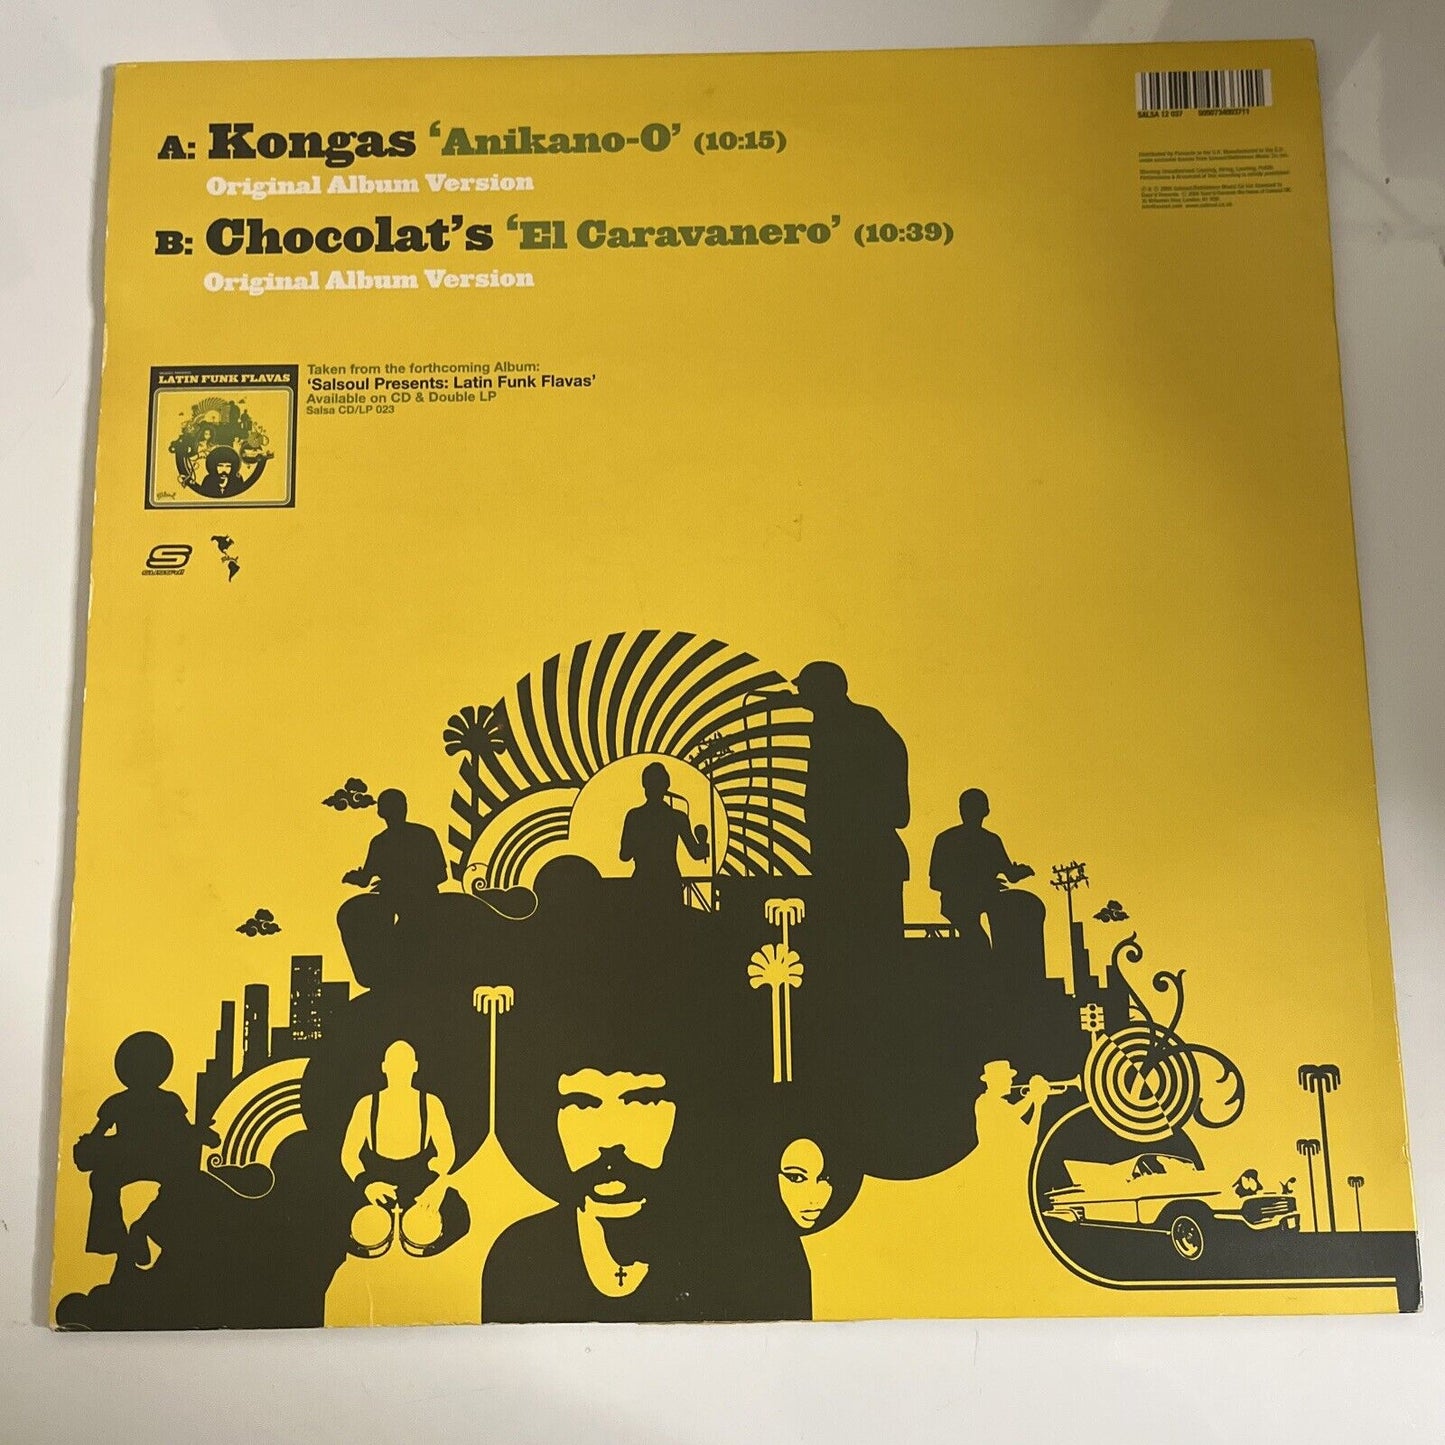 A: Kongas ‘Anikano-O’ (10:15)
Original Album Version
B: Chocolat’s ‘El Caravanero’ (10:39)
Original Album Version
LATIN FUNK FLAVAS
Taken from the forthcoming Album:
‘Salsoul Presents: Latin Funk Flavas’
Available on CD & Double LP
Salsa CD/LP 023
SALSA 12 037